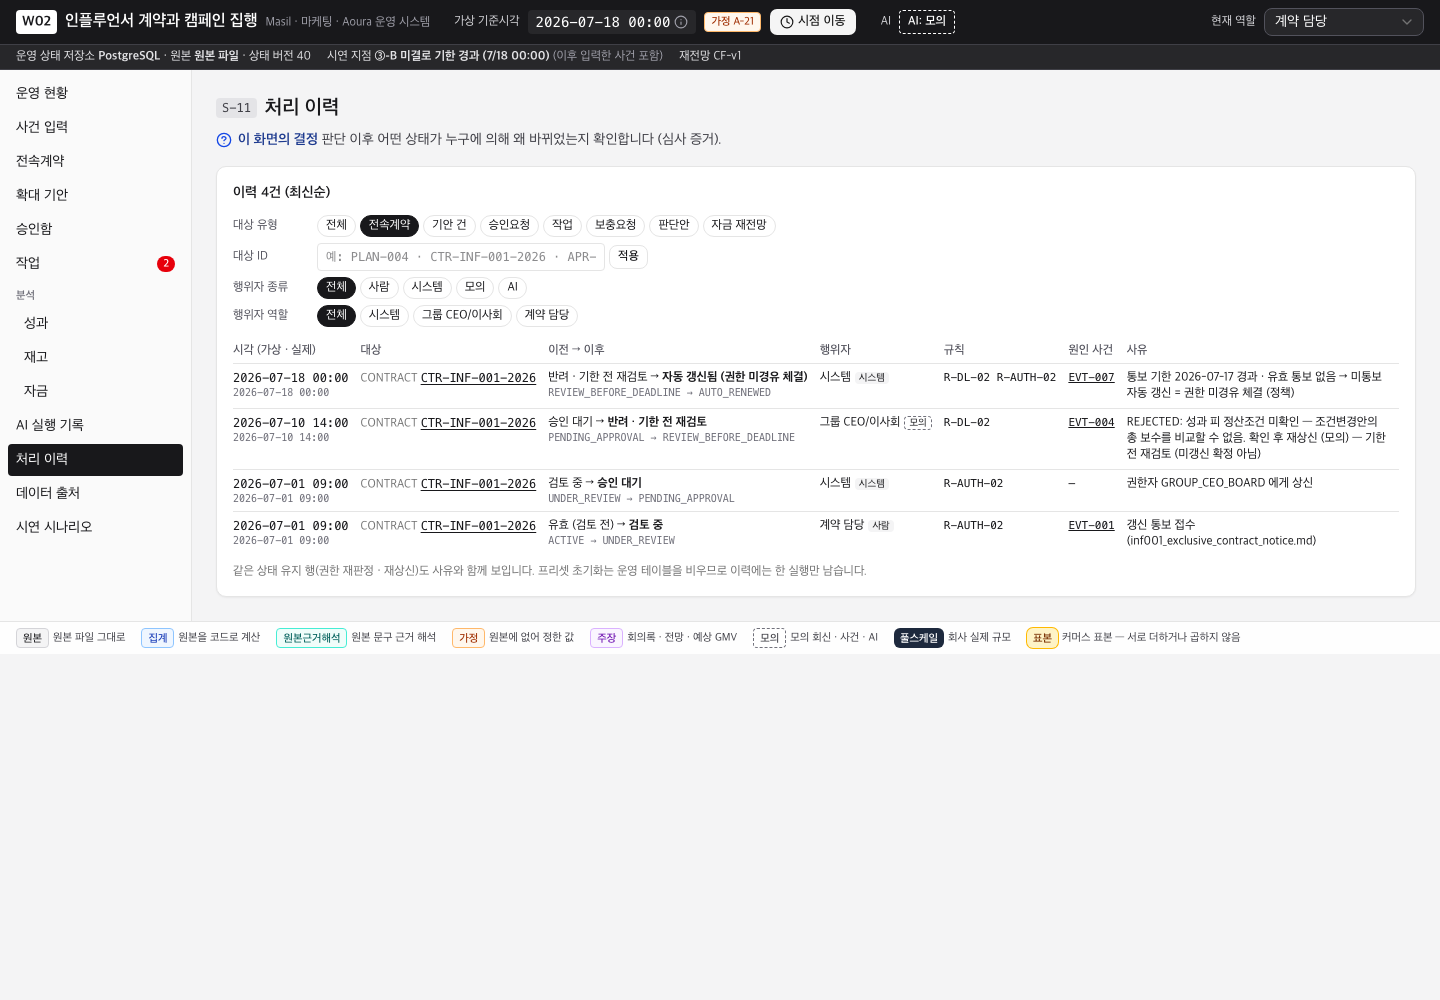 W02 인플루언서 계약과 캠페인 집행 Masil · 마케팅 · Aoura 운영 시스템 가상 기준시각 2026-07-18 00:00 가정 A-21 시점 이동 AI AI: 모의 현재 역할 계약 담당
운영 상태 저장소 PostgreSQL · 원본 원본 파일 · 상태 버전 40 시연 지점 ③-B 미결로 기한 경과 (7/18 00:00) (이후 입력한 사건 포함) 재전망 CF-v1
운영 현황
사건 입력
전속계약
확대 기안
승인함
작업 2
분석
성과
재고
자금
AI 실행 기록
처리 이력
데이터 출처
시연 시나리오
S-11 처리 이력
이 화면의 결정 판단 이후 어떤 상태가 누구에 의해 왜 바뀌었는지 확인합니다 (심사 증거).
이력 4건 (최신순)
대상 유형 전체 전속계약 기안 건 승인요청 작업 보충요청 판단안 자금 재전망
대상 ID 예: PLAN-004 · CTR-INF-001-2026 · APR- 적용
행위자 종류 전체 사람 시스템 모의 AI
행위자 역할 전체 시스템 그룹 CEO/이사회 계약 담당
시각 (가상 · 실제) 대상 이전 → 이후 행위자 규칙 원인 사건 사유
2026-07-18 00:00 CONTRACT CTR-INF-001-2026 반려 · 기한 전 재검토 → 자동 갱신됨 (권한 미경유 체결) 시스템 시스템 R-DL-02 R-AUTH-02 EVT-007 통보 기한 2026-07-17 경과 · 유효 통보 없음 → 미통보
2026-07-18 00:00 REVIEW_BEFORE_DEADLINE → AUTO_RENEWED 자동 갱신 = 권한 미경유 체결 (정책)
2026-07-10 14:00 CONTRACT CTR-INF-001-2026 승인 대기 → 반려 · 기한 전 재검토 그룹 CEO/이사회 모의 R-DL-02 EVT-004 REJECTED: 성과 피 정산조건 미확인 — 조건변경안의
2026-07-10 14:00 PENDING_APPROVAL → REVIEW_BEFORE_DEADLINE 총 보수를 비교할 수 없음. 확인 후 재상신 (모의) — 기한
전 재검토 (미갱신 확정 아님)
2026-07-01 09:00 CONTRACT CTR-INF-001-2026 검토 중 → 승인 대기 시스템 시스템 R-AUTH-02 — 권한자 GROUP_CEO_BOARD 에게 상신
2026-07-01 09:00 UNDER_REVIEW → PENDING_APPROVAL
2026-07-01 09:00 CONTRACT CTR-INF-001-2026 유효 (검토 전) → 검토 중 계약 담당 사람 R-AUTH-02 EVT-001 갱신 통보 접수
2026-07-01 09:00 ACTIVE → UNDER_REVIEW (inf001_exclusive_contract_notice.md)
같은 상태 유지 행(권한 재판정 · 재상신)도 사유와 함께 보입니다. 프리셋 초기화는 운영 테이블을 비우므로 이력에는 한 실행만 남습니다.
원본 원본 파일 그대로 집계 원본을 코드로 계산 원본근거해석 원본 문구 근거 해석 가정 원본에 없어 정한 값 주장 회의록 · 전망 · 예상 GMV 모의 모의 회신 · 사건 · AI 풀스케일 회사 실제 규모 표본 커머스 표본 — 서로 더하거나 곱하지 않음